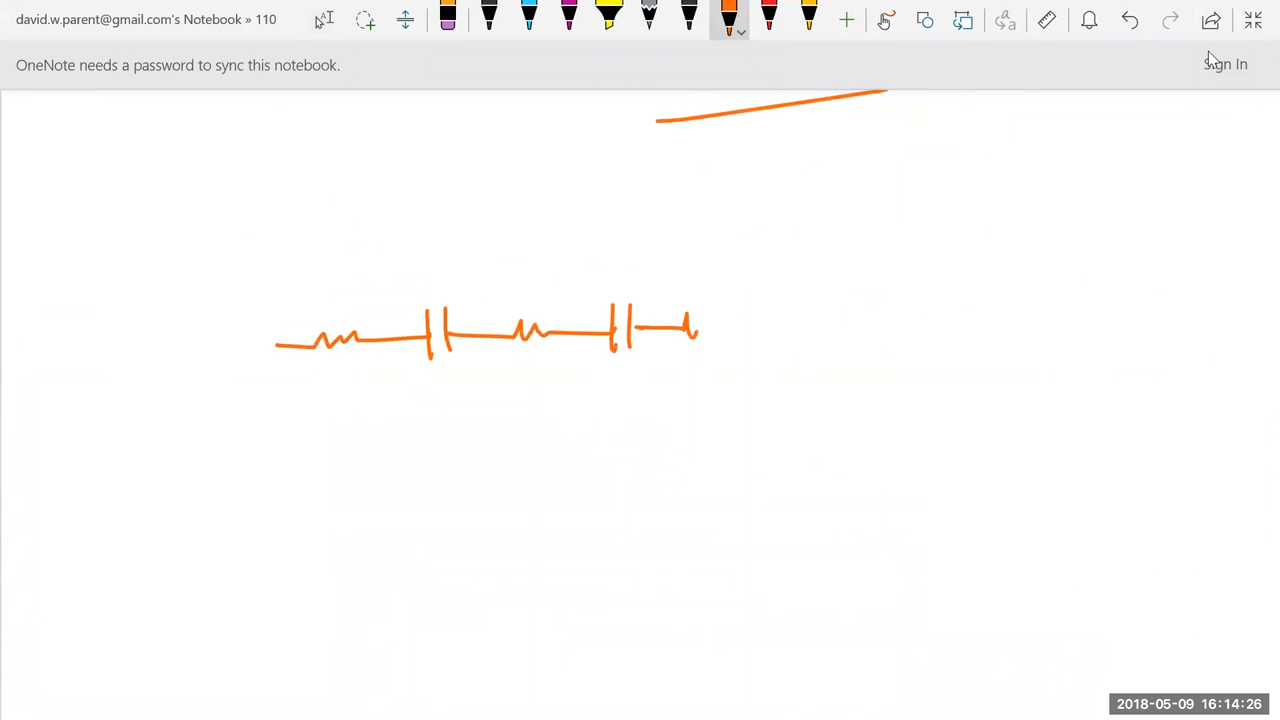 david.w.parent@gmail.com's Notebook » 110
OneNote needs a password to sync this notebook.
Sign In
2018-05-09 16:14:26